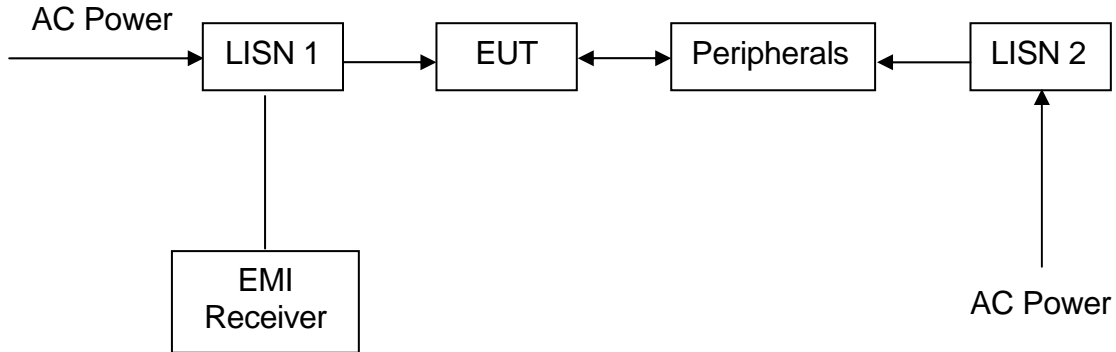 AC Power
LISN 1
EUT
Peripherals
LISN 2
EMI
Receiver
AC Power